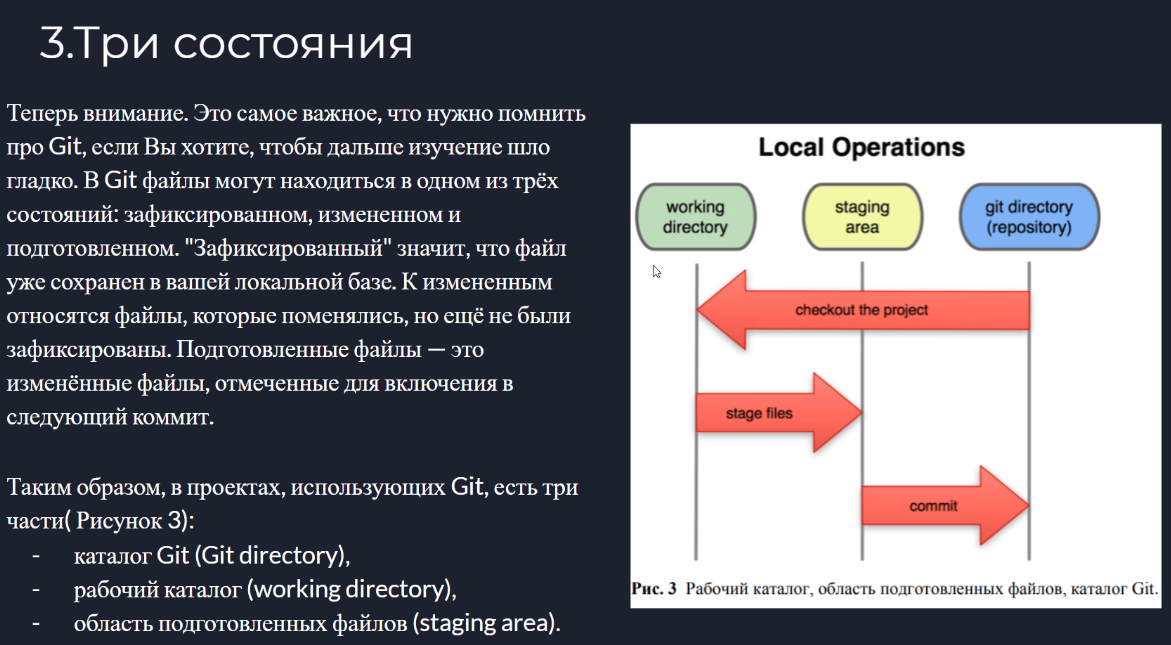 3.Три состояния
Теперь внимание. Это самое важное, что нужно помнить
про Git, если Вы хотите, чтобы дальше изучение шло
гладко. В Git файлы могут находиться в одном из трёх
состояний: зафиксированном, измененном и
подготовленном. "Зафиксированный" значит, что файл
уже сохранен в вашей локальной базе. К измененным
относятся файлы, которые поменялись, но ещё не были
зафиксированы. Подготовленные файлы — это
изменённые файлы, отмеченные для включения в
следующий коммит.
Таким образом, в проектах, использующих Git, есть три
части( Рисунок 3):
- каталог Git (Git directory),
- рабочий каталог (working directory),
- область подготовленных файлов (staging area).
Local Operations
working
directory
staging
area
git directory
(repository)
checkout the project
stage files
commit
Рис. 3 Рабочий каталог, область подготовленных файлов, каталог Git.